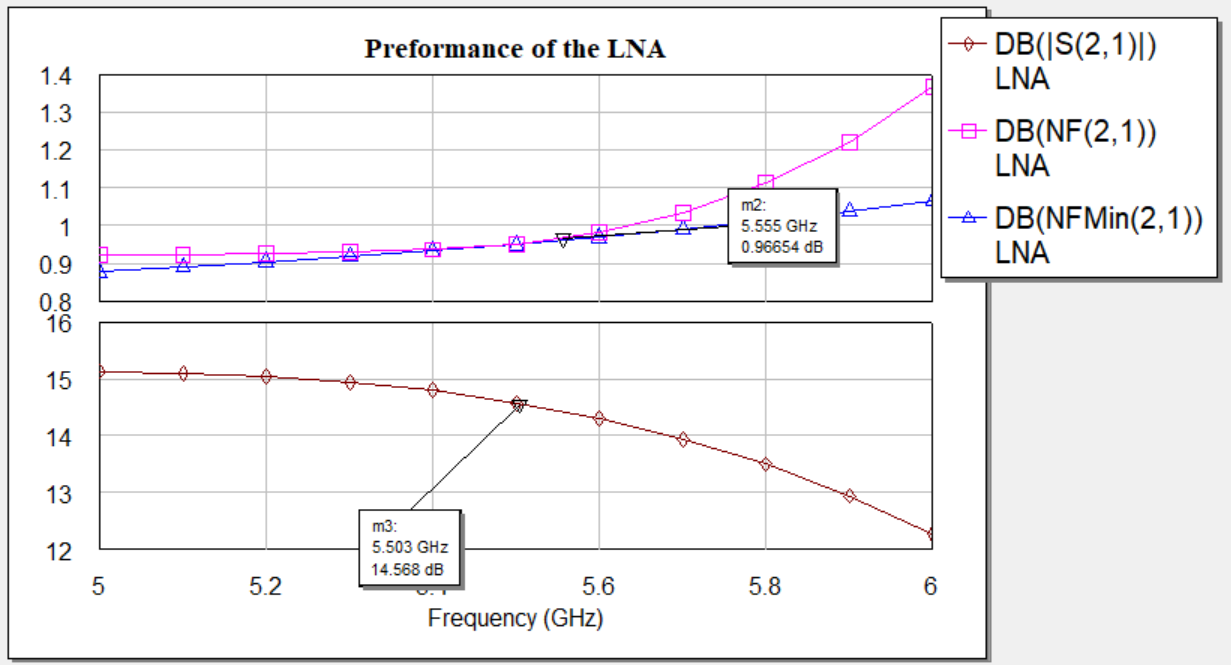 Preformance of the LNA
1.4
1.3
1.2
1.1
1
0.9
0.8
m2:
5.555 GHz
0.96654 dB
16
15
14
13
12
m3:
5.503 GHz
14.568 dB
5
5.2
5.6
5.8
6
Frequency (GHz)
DB(|S(2,1)|)
LNA
DB(NF(2,1))
LNA
DB(NFMin(2,1))
LNA